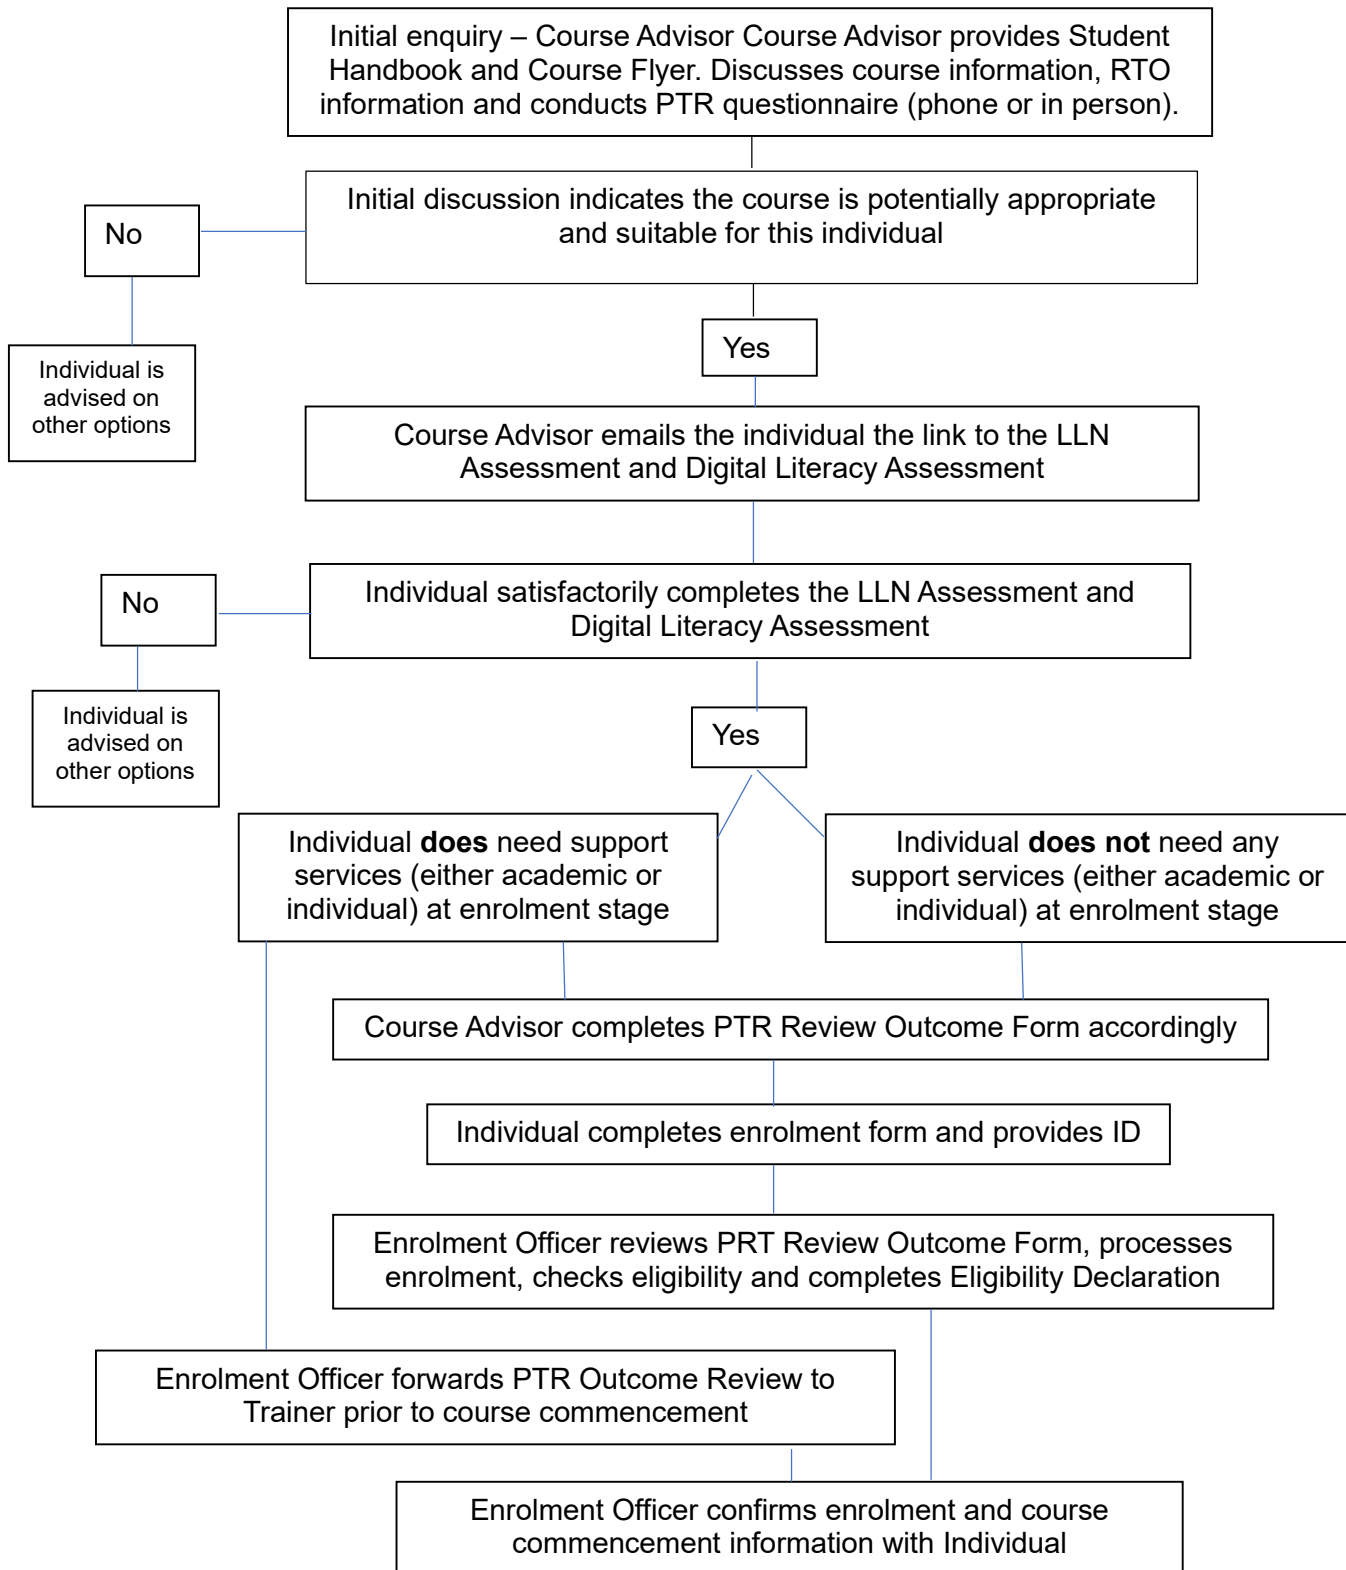 Initial enquiry – Course Advisor Course Advisor provides Student
Handbook and Course Flyer. Discusses course information, RTO
information and conducts PTR questionnaire (phone or in person).
Initial discussion indicates the course is potentially appropriate
and suitable for this individual
No
Yes
Individual is
advised on
other options
Course Advisor emails the individual the link to the LLN
Assessment and Digital Literacy Assessment
Individual satisfactorily completes the LLN Assessment and
Digital Literacy Assessment
No
Yes
Individual is
advised on
other options
Individual does need support
services (either academic or
individual) at enrolment stage
Individual does not need any
support services (either academic or
individual) at enrolment stage
Course Advisor completes PTR Review Outcome Form accordingly
Individual completes enrolment form and provides ID
Enrolment Officer reviews PRT Review Outcome Form, processes
enrolment, checks eligibility and completes Eligibility Declaration
Enrolment Officer forwards PTR Outcome Review to
Trainer prior to course commencement
Enrolment Officer confirms enrolment and course
commencement information with Individual